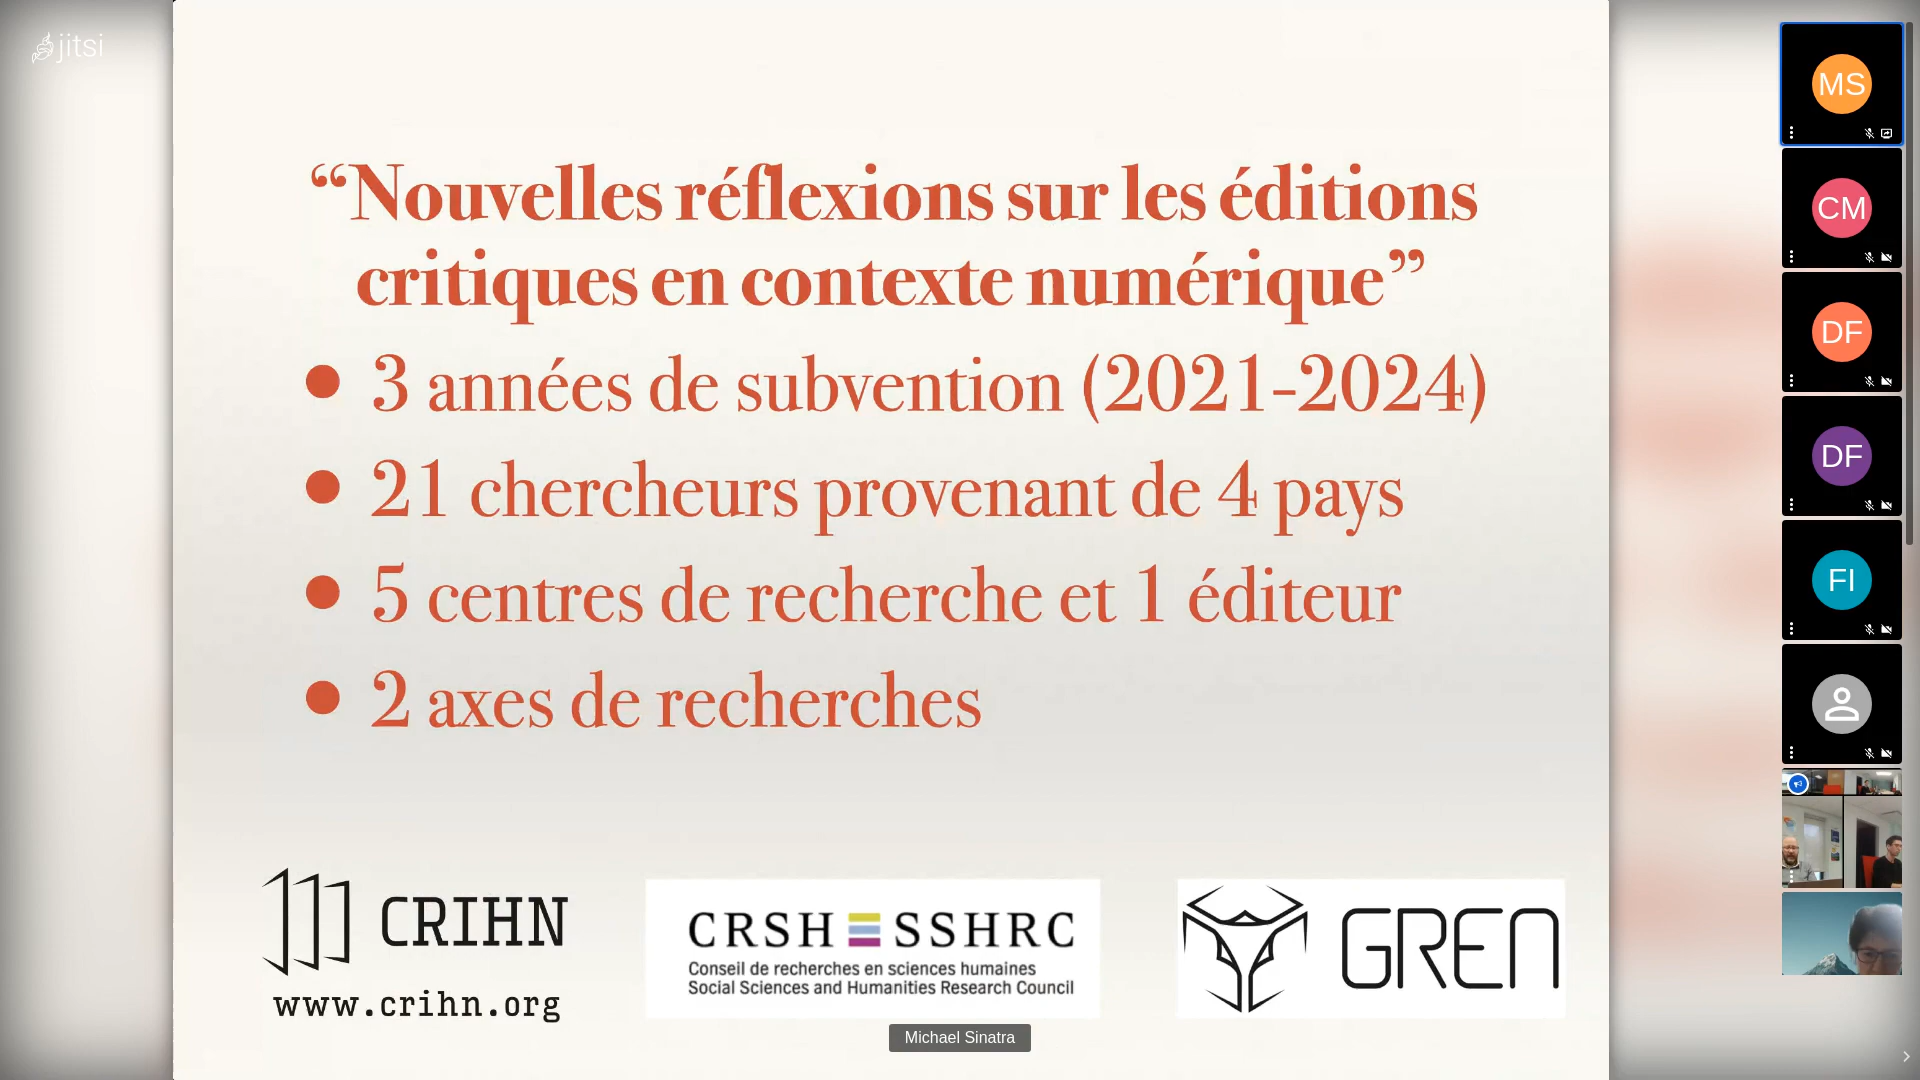 jitsi
“Nouvelles réflexions sur les éditions
critiques en contexte numérique”
• 3 années de subvention (2021-2024)
• 21 chercheurs provenant de 4 pays
• 5 centres de recherche et 1 éditeur
• 2 axes de recherches
CRIHN
www.crihn.org
CRSH SSHRC
Conseil de recherches en sciences humaines
Social Sciences and Humanities Research Council
GREN
Michael Sinatra
MS
CM
DF
DF
FI